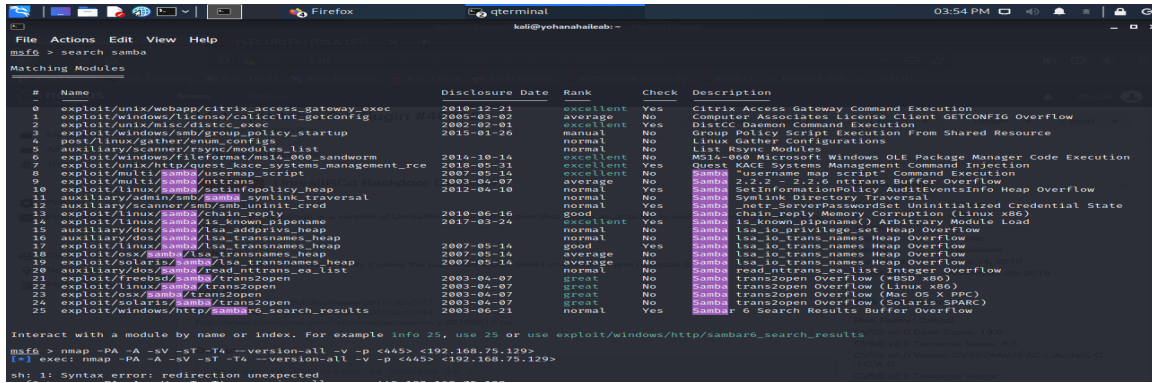 Firefox
qterminal
03:54 PM
kali@yohanahaileab: ~
File Actions Edit View Help
msf6 > search samba
Matching Modules
# Name Disclosure Date Rank Check Description
0 exploit/unix/webapp/citrix_access_gateway_exec 2010-12-21 excellent Yes Citrix Access Gateway Command Execution
1 exploit/windows/license/calicclnt_getconfig 2005-03-02 average No Computer Associates License Client GETCONFIG Overflow
2 exploit/unix/misc/distcc_exec 2002-02-01 excellent Yes DistCC Daemon Command Execution
3 exploit/windows/smb/group_policy_startup 2015-01-26 manual No Group Policy Script Execution From Shared Resource
4 post/linux/gather/enum_configs normal No Linux Gather Configurations
5 auxiliary/scanner/rsync/modules_list normal No List Rsync Modules
6 exploit/windows/fileformat/ms14_060_sandworm 2014-10-14 excellent No MS14-060 Microsoft Windows OLE Package Manager Code Execution
7 exploit/unix/http/quest_kace_systems_management_rce 2018-05-31 excellent Yes Quest KACE Systems Management Command Injection
8 exploit/multi/samba/usermap_script 2007-05-14 excellent No Samba "username map script" Command Execution
9 exploit/multi/samba/nttrans 2003-04-07 average No Samba 2.2.2 - 2.2.6 nttrans Buffer Overflow
10 exploit/linux/samba/setinfopolicy_heap 2012-04-10 normal Yes Samba SetInformationPolicy AuditEventsInfo Heap Overflow
11 auxiliary/admin/smb/samba_symlink_traversal normal No Samba Symlink Directory Traversal
12 auxiliary/scanner/smb/smb_uninit_cred normal Yes Samba _netr_ServerPasswordSet Uninitialized Credential State
13 exploit/linux/samba/chain_reply 2010-06-16 good No Samba chain_reply Memory Corruption (Linux x86)
14 exploit/linux/samba/is_known_pipename 2017-03-24 excellent Yes Samba is_known_pipename() Arbitrary Module Load
15 auxiliary/dos/samba/lsa_addprivs_heap normal No Samba lsa_io_privilege_set Heap Overflow
16 auxiliary/dos/samba/lsa_transnames_heap normal No Samba lsa_io_trans_names Heap Overflow
17 exploit/linux/samba/lsa_transnames_heap 2007-05-14 good Yes Samba lsa_io_trans_names Heap Overflow
18 exploit/osx/samba/lsa_transnames_heap 2007-05-14 average No Samba lsa_io_trans_names Heap Overflow
19 exploit/solaris/samba/lsa_transnames_heap 2007-05-14 average No Samba lsa_io_trans_names Heap Overflow
20 auxiliary/dos/samba/read_nttrans_ea_list normal No Samba read_nttrans_ea_list Integer Overflow
21 exploit/freebsd/samba/trans2open 2003-04-07 great No Samba trans2open Overflow (*BSD x86)
22 exploit/linux/samba/trans2open 2003-04-07 great No Samba trans2open Overflow (Linux x86)
23 exploit/osx/samba/trans2open 2003-04-07 great No Samba trans2open Overflow (Mac OS X PPC)
24 exploit/solaris/samba/trans2open 2003-04-07 great No Samba trans2open Overflow (Solaris SPARC)
25 exploit/windows/http/sambar6_search_results 2003-06-21 normal Yes Sambar 6 Search Results Buffer Overflow
Interact with a module by name or index. For example info 25, use 25 or use exploit/windows/http/sambar6_search_results
msf6 > nmap -PA -A -sV -sT -T4 --version-all -v -p <445> <192.168.75.129>
[*] exec: nmap -PA -A -sV -sT -T4 --version-all -v -p <445> <192.168.75.129>
sh: 1: Syntax error: redirection unexpected